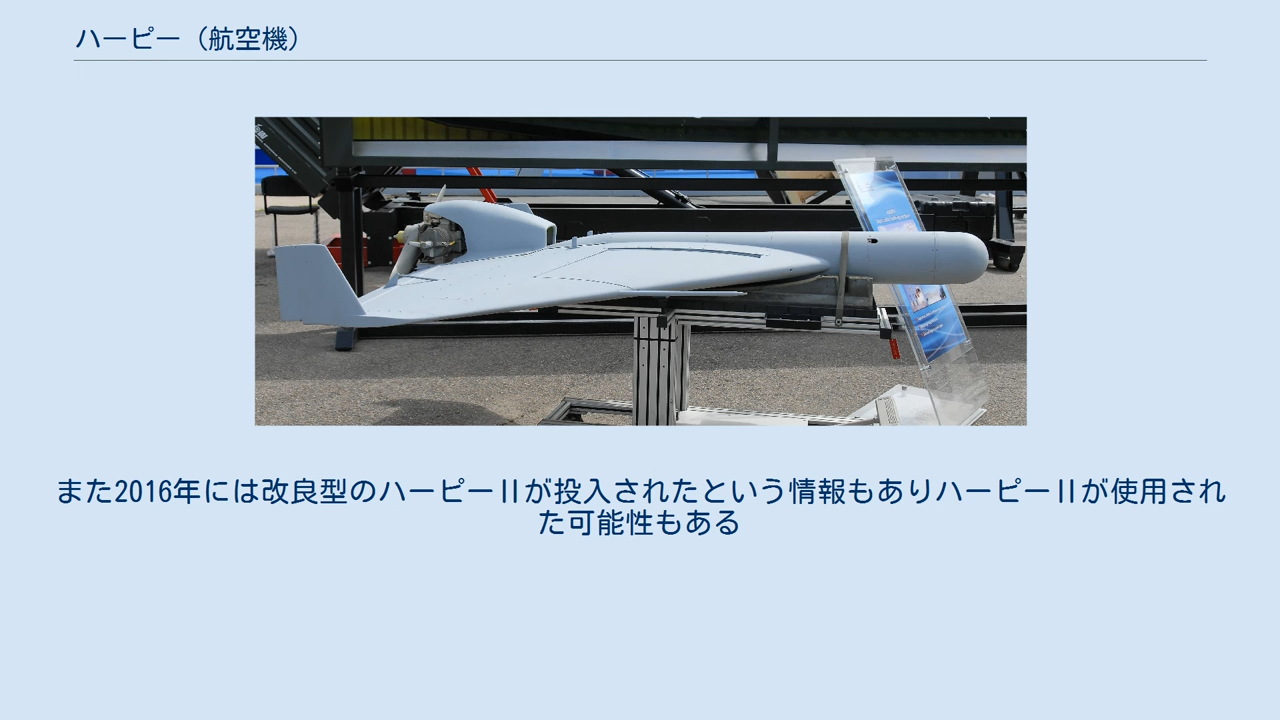 ハーピー（航空機）
また2016年には改良型のハーピーⅡが投入されたという情報もありハーピーⅡが使用され
た可能性もある